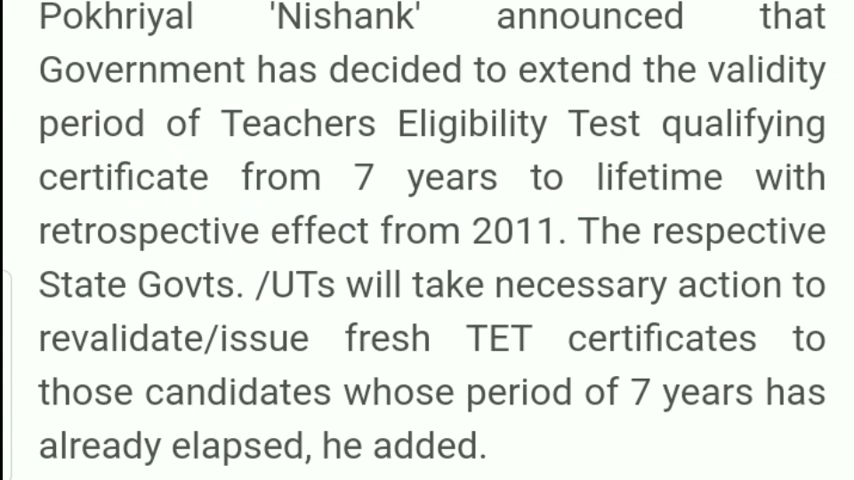 Pokhriyal 'Nishank' announced that
Government has decided to extend the validity
period of Teachers Eligibility Test qualifying
certificate from 7 years to lifetime with
retrospective effect from 2011. The respective
State Govts. /UTs will take necessary action to
revalidate/issue fresh TET certificates to
those candidates whose period of 7 years has
already elapsed, he added.